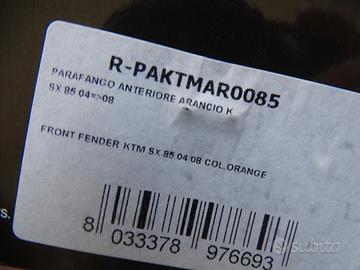 R-PAKTMAR0085
PARAFANGO ANTERIORE ARANCIO K
SX 85 04=>08
FRONT FENDER KTM SX 85 04/08 COL.ORANGE
8 033378 976693
S.
subito